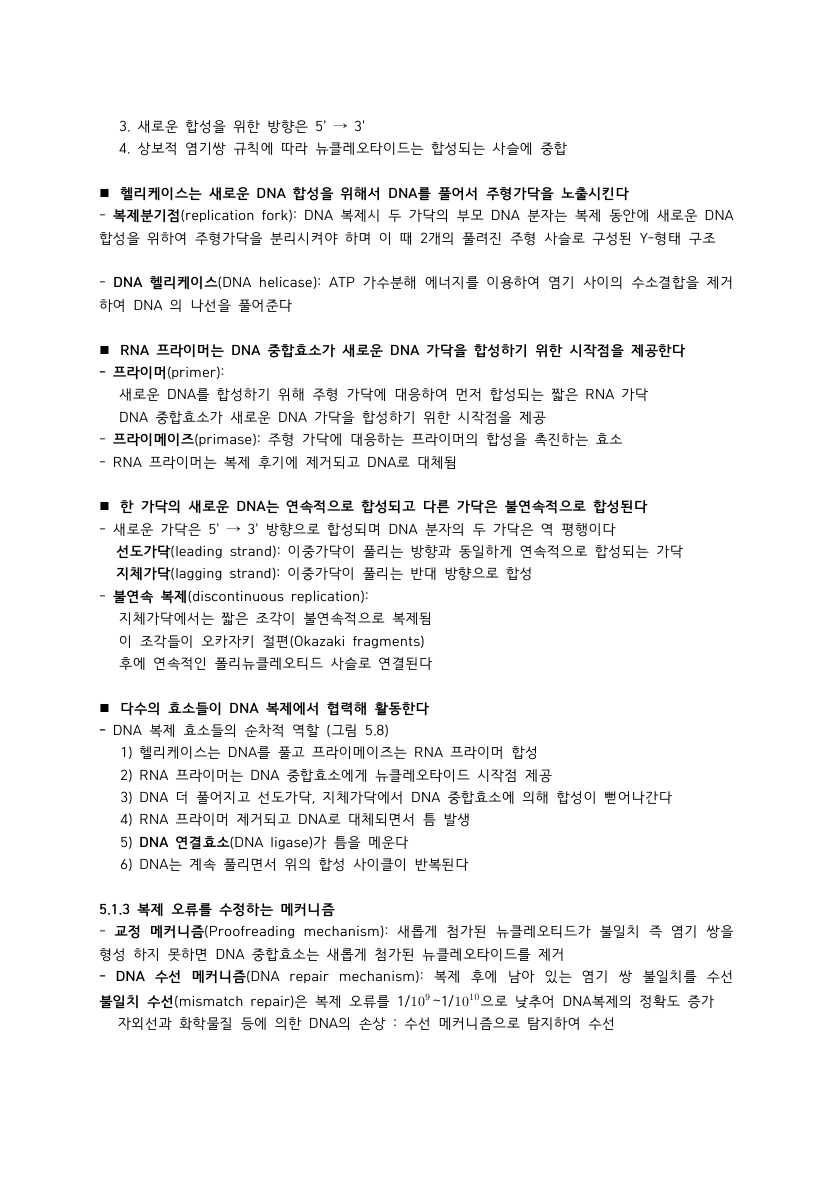 3. 새로운 합성을 위한 방향은 5' → 3'
4. 상보적 염기쌍 규칙에 따라 뉴클레오타이드는 합성되는 사슬에 중합
■ 헬리케이스는 새로운 DNA 합성을 위해서 DNA를 풀어서 주형가닥을 노출시킨다
- 복제분기점(replication fork): DNA 복제시 두 가닥의 부모 DNA 분자는 복제 동안에 새로운 DNA
합성을 위하여 주형가닥을 분리시켜야 하며 이 때 2개의 풀려진 주형 사슬로 구성된 Y-형태 구조
- DNA 헬리케이스(DNA helicase): ATP 가수분해 에너지를 이용하여 염기 사이의 수소결합을 제거
하여 DNA 의 나선을 풀어준다
■ RNA 프라이머는 DNA 중합효소가 새로운 DNA 가닥을 합성하기 위한 시작점을 제공한다
- 프라이머(primer):
새로운 DNA를 합성하기 위해 주형 가닥에 대응하여 먼저 합성되는 짧은 RNA 가닥
DNA 중합효소가 새로운 DNA 가닥을 합성하기 위한 시작점을 제공
- 프라이메이즈(primase): 주형 가닥에 대응하는 프라이머의 합성을 촉진하는 효소
- RNA 프라이머는 복제 후기에 제거되고 DNA로 대체됨
■ 한 가닥의 새로운 DNA는 연속적으로 합성되고 다른 가닥은 불연속적으로 합성된다
- 새로운 가닥은 5' → 3' 방향으로 합성되며 DNA 분자의 두 가닥은 역 평행이다
선도가닥(leading strand): 이중가닥이 풀리는 방향과 동일하게 연속적으로 합성되는 가닥
지체가닥(lagging strand): 이중가닥이 풀리는 반대 방향으로 합성
- 불연속 복제(discontinuous replication):
지체가닥에서는 짧은 조각이 불연속적으로 복제됨
이 조각들이 오카자키 절편(Okazaki fragments)
후에 연속적인 폴리뉴클레오티드 사슬로 연결된다
■ 다수의 효소들이 DNA 복제에서 협력해 활동한다
- DNA 복제 효소들의 순차적 역할 (그림 5.8)
1) 헬리케이스는 DNA를 풀고 프라이메이즈는 RNA 프라이머 합성
2) RNA 프라이머는 DNA 중합효소에게 뉴클레오타이드 시작점 제공
3) DNA 더 풀어지고 선도가닥, 지체가닥에서 DNA 중합효소에 의해 합성이 뻗어나간다
4) RNA 프라이머 제거되고 DNA로 대체되면서 틈 발생
5) DNA 연결효소(DNA ligase)가 틈을 메운다
6) DNA는 계속 풀리면서 위의 합성 사이클이 반복된다
5.1.3 복제 오류를 수정하는 메커니즘
- 교정 메커니즘(Proofreading mechanism): 새롭게 첨가된 뉴클레오티드가 불일치 즉 염기 쌍을
형성 하지 못하면 DNA 중합효소는 새롭게 첨가된 뉴클레오타이드를 제거
- DNA 수선 메커니즘(DNA repair mechanism): 복제 후에 남아 있는 염기 쌍 불일치를 수선
불일치 수선(mismatch repair)은 복제 오류를 1/10⁹~1/10¹⁰으로 낮추어 DNA복제의 정확도 증가
자외선과 화학물질 등에 의한 DNA의 손상 : 수선 메커니즘으로 탐지하여 수선